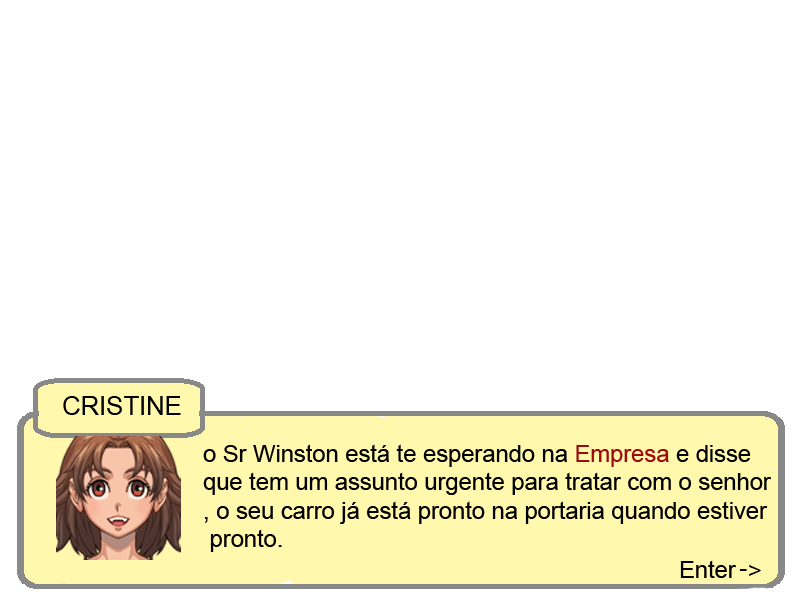 CRISTINE
o Sr Winston está te esperando na Empresa e disse
que tem um assunto urgente para tratar com o senhor
, o seu carro já está pronto na portaria quando estiver
pronto.
Enter->